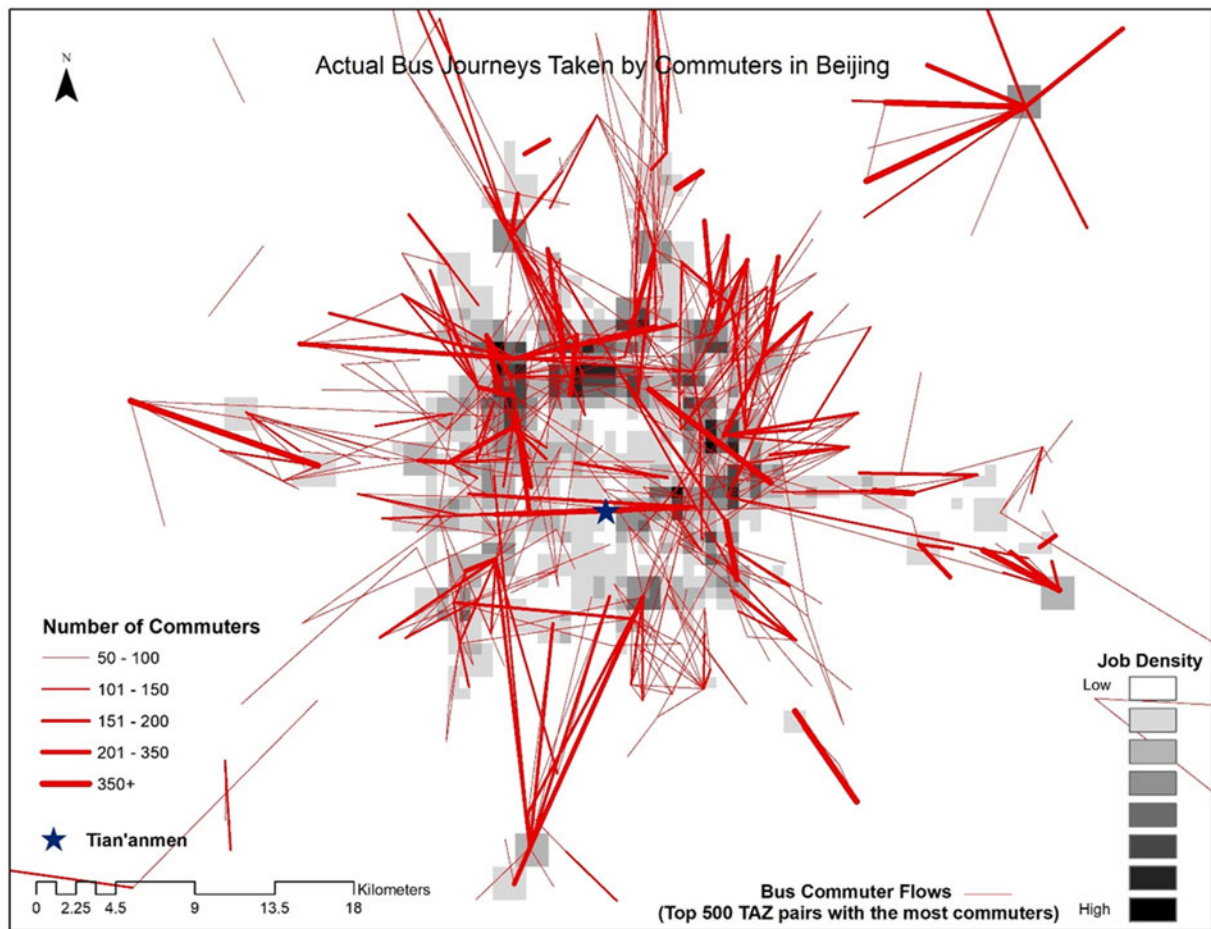 N
Actual Bus Journeys Taken by Commuters in Beijing
Number of Commuters
50 - 100
101 - 150
151 - 200
201 - 350
350+
Tian'anmen
Kilometers
0 2.25 4.5 9 13.5 18
Bus Commuter Flows
(Top 500 TAZ pairs with the most commuters)
Job Density
Low
High